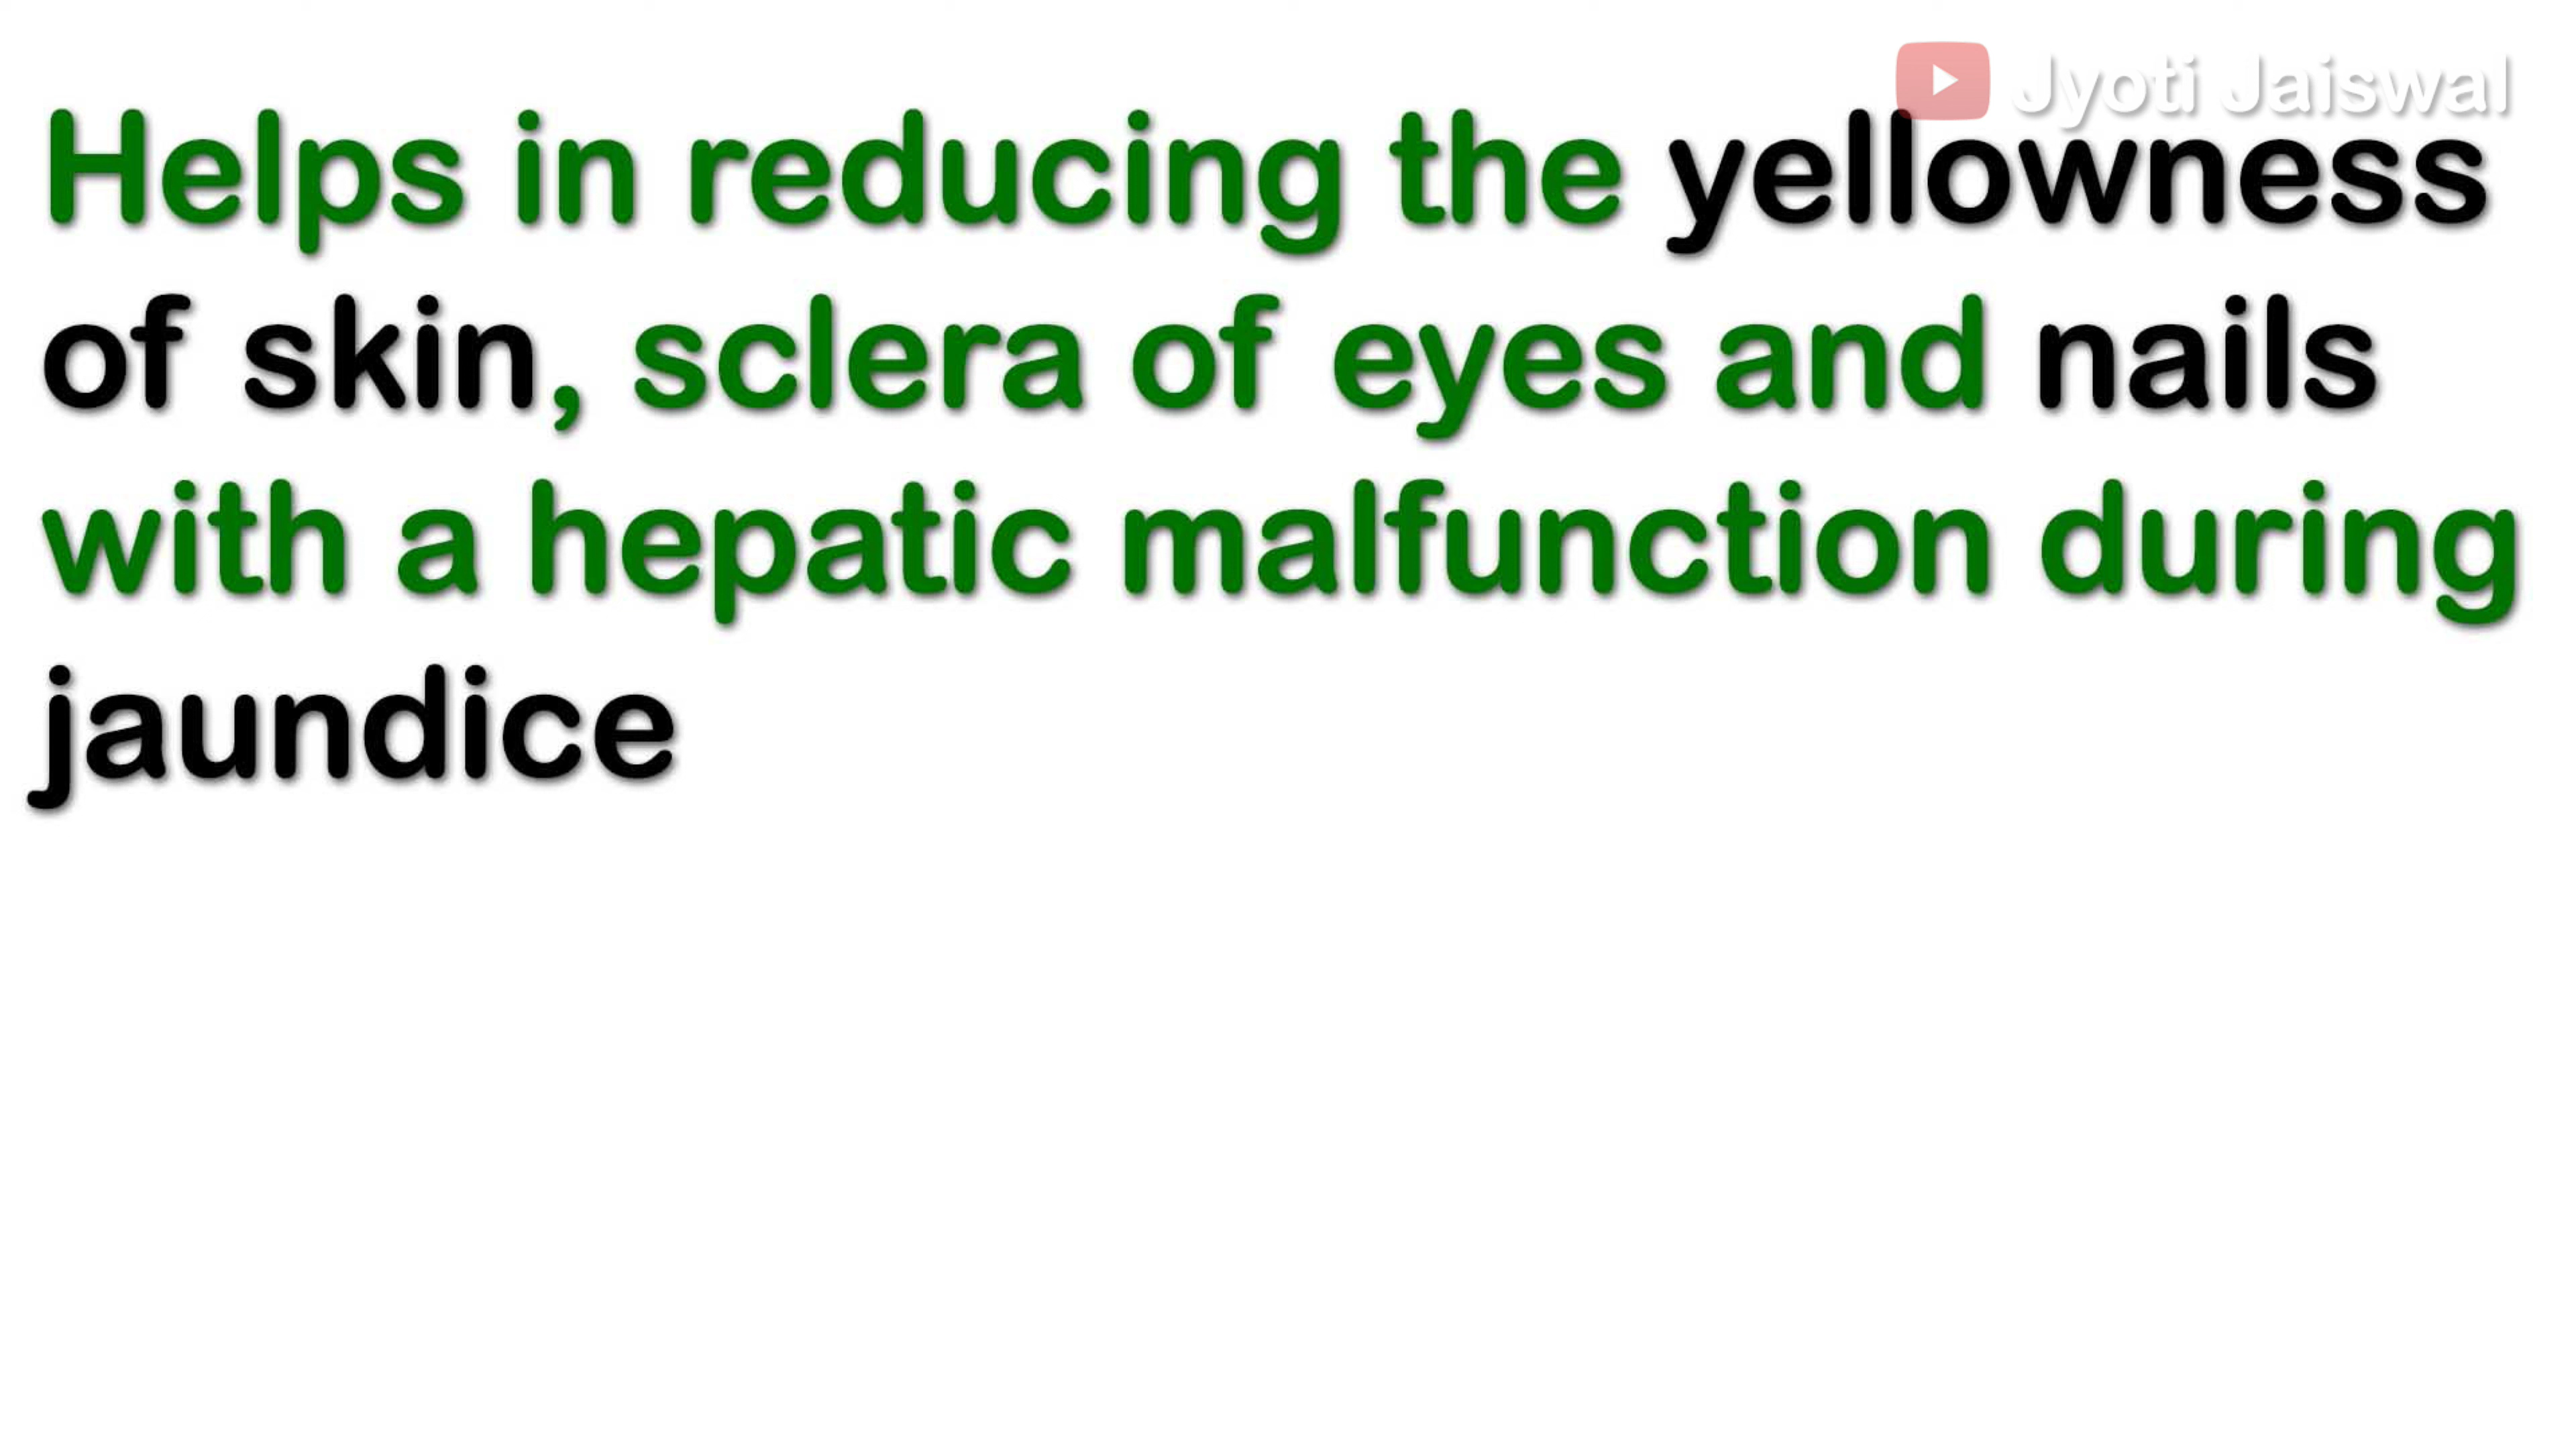 Jyoti Jaiswal
Helps in reducing the yellowness
of skin, sclera of eyes and nails
with a hepatic malfunction during
jaundice